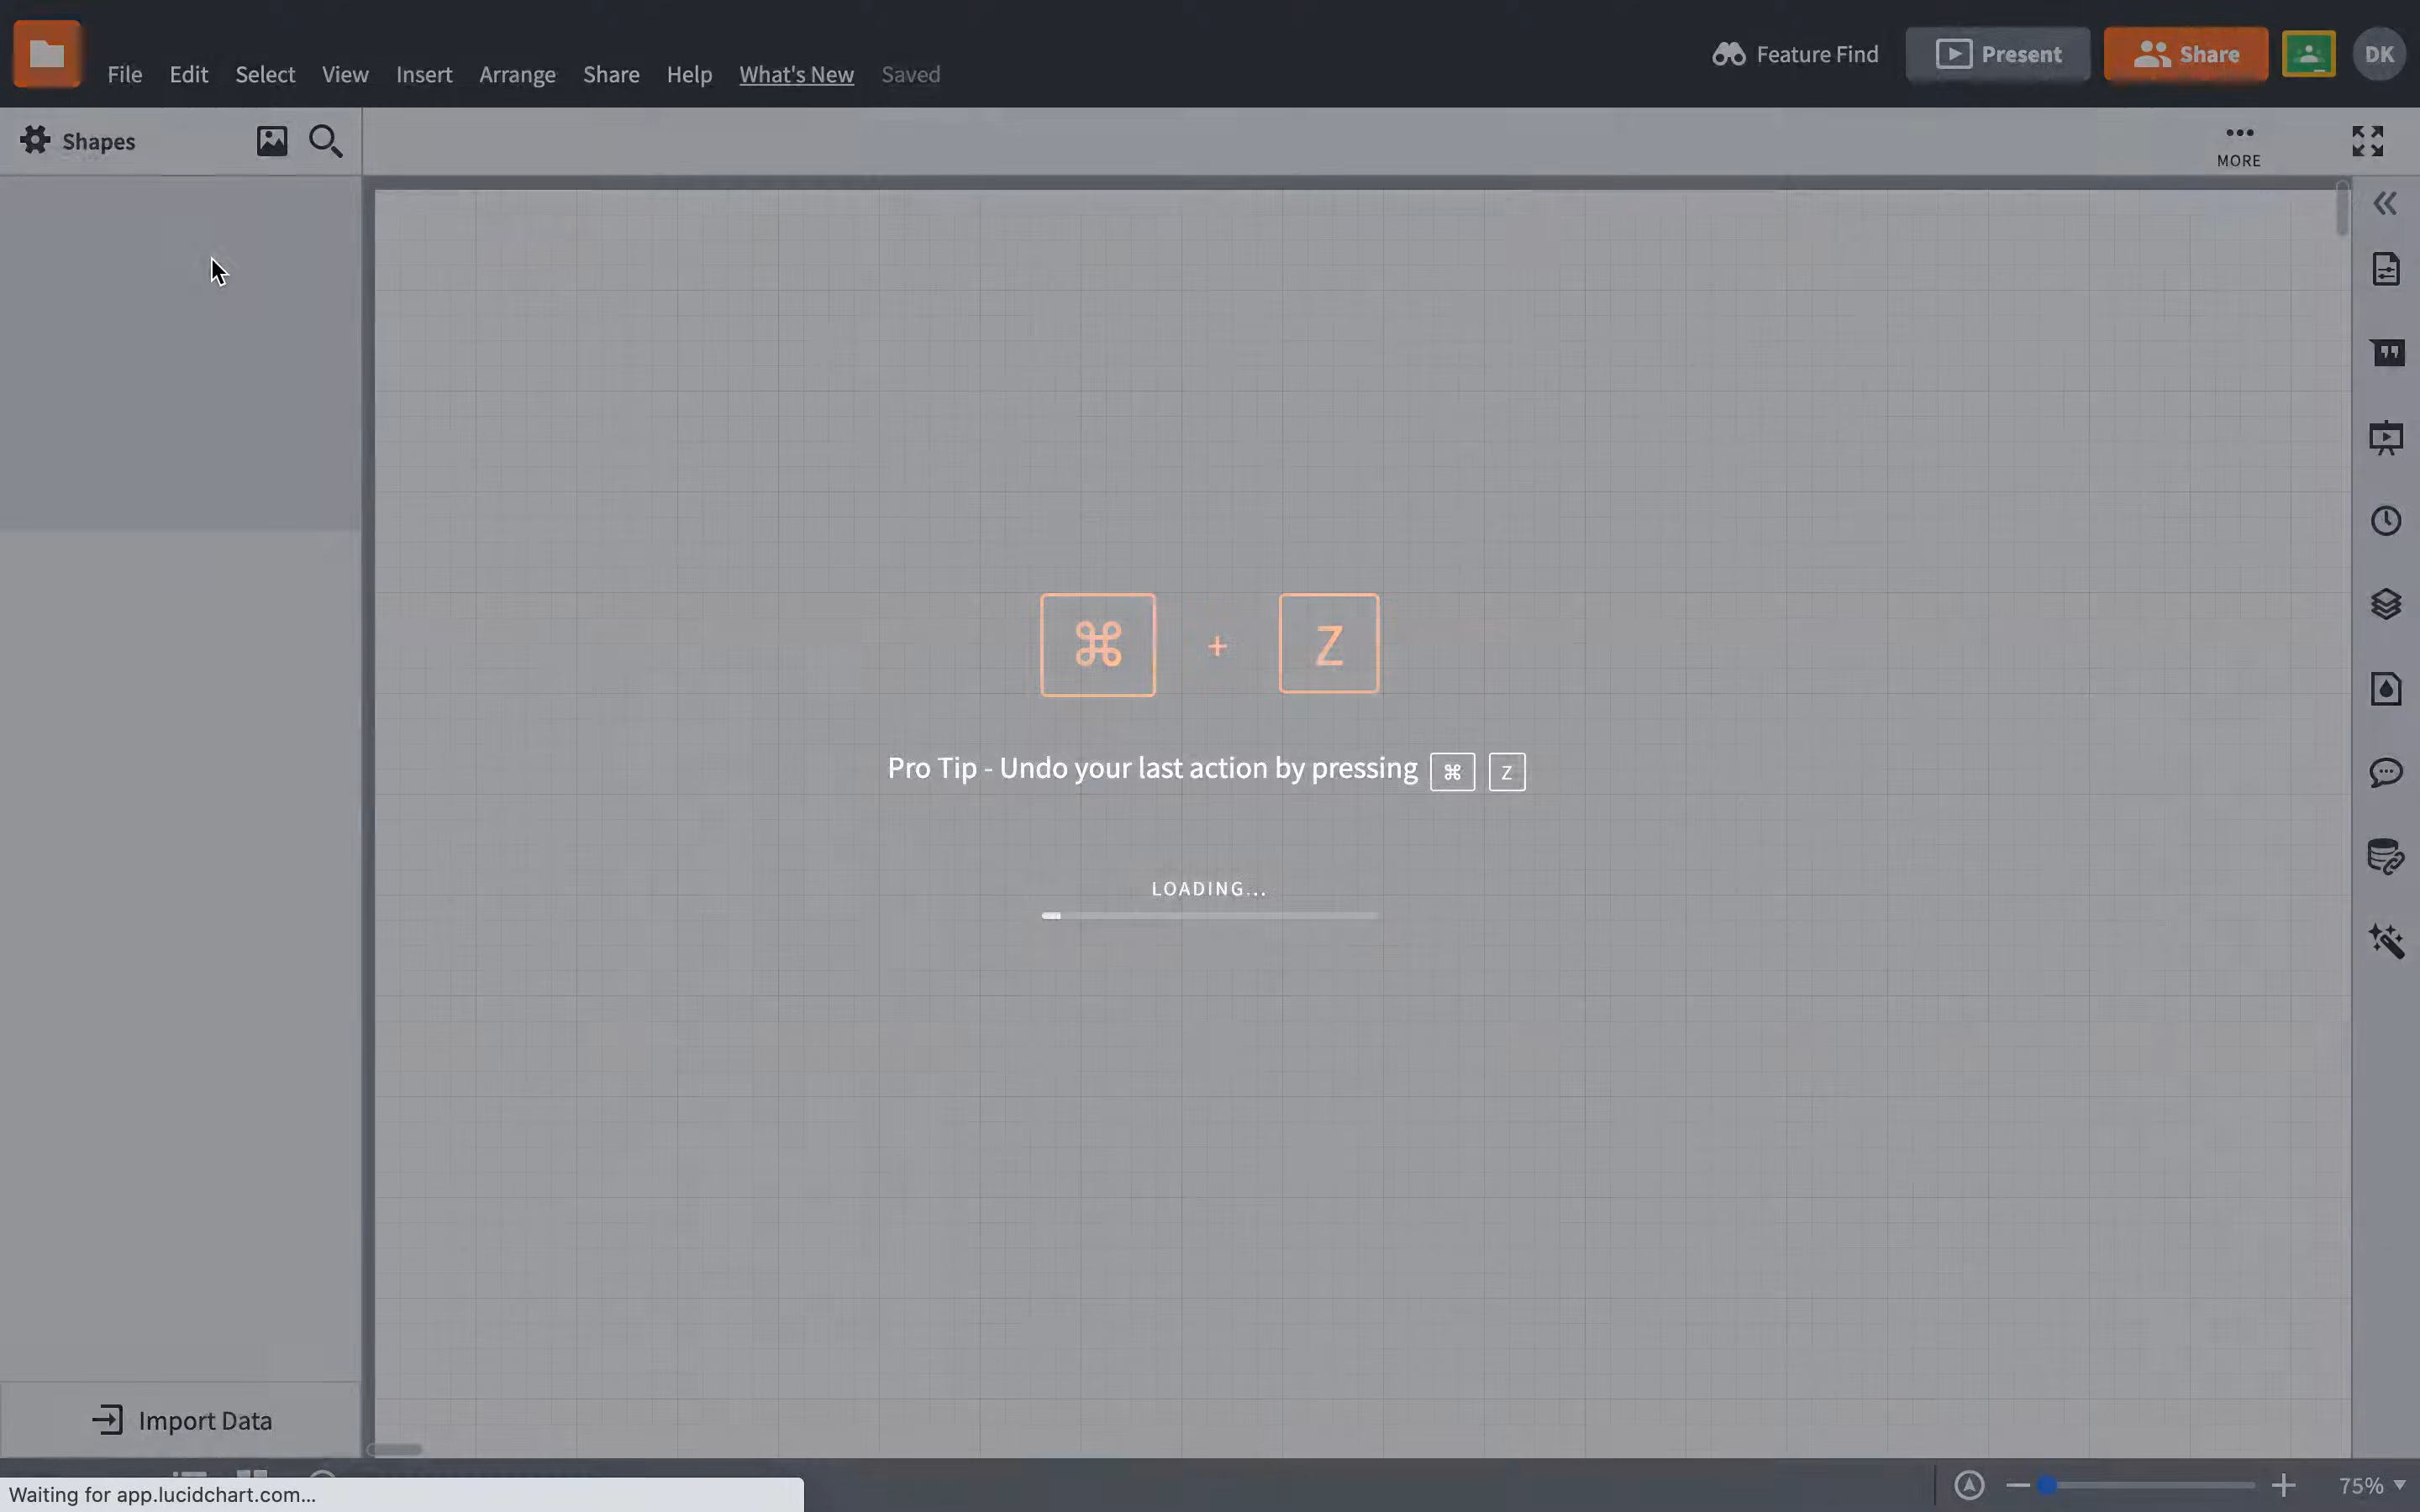 File Edit Select View Insert Arrange Share Help What's New Saved
Feature Find Present Share DK
Shapes
MORE
⌘ + Z
Pro Tip - Undo your last action by pressing ⌘ Z
LOADING...
Import Data
Waiting for app.lucidchart.com...
75%